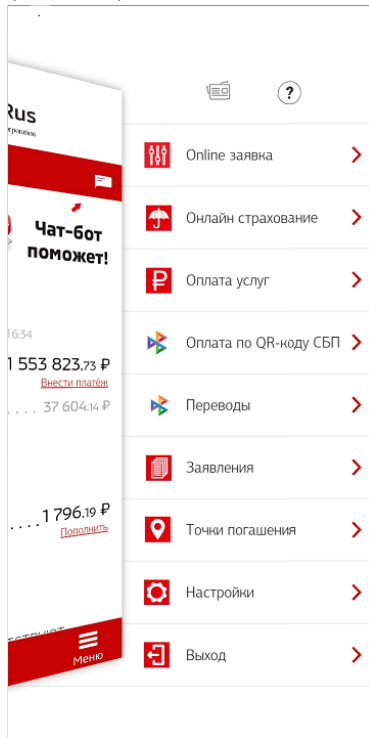 Rus
Corporation
Чат-бот
поможет!
16:34
1 553 823.73 ₽
Внести платёж
.... 37 604.14 ₽
....1 796.19 ₽
Пополнить
Меню
?
Online заявка
Онлайн страхование
Оплата услуг
Оплата по QR-коду СБП
Переводы
Заявления
Точки погашения
Настройки
Выход